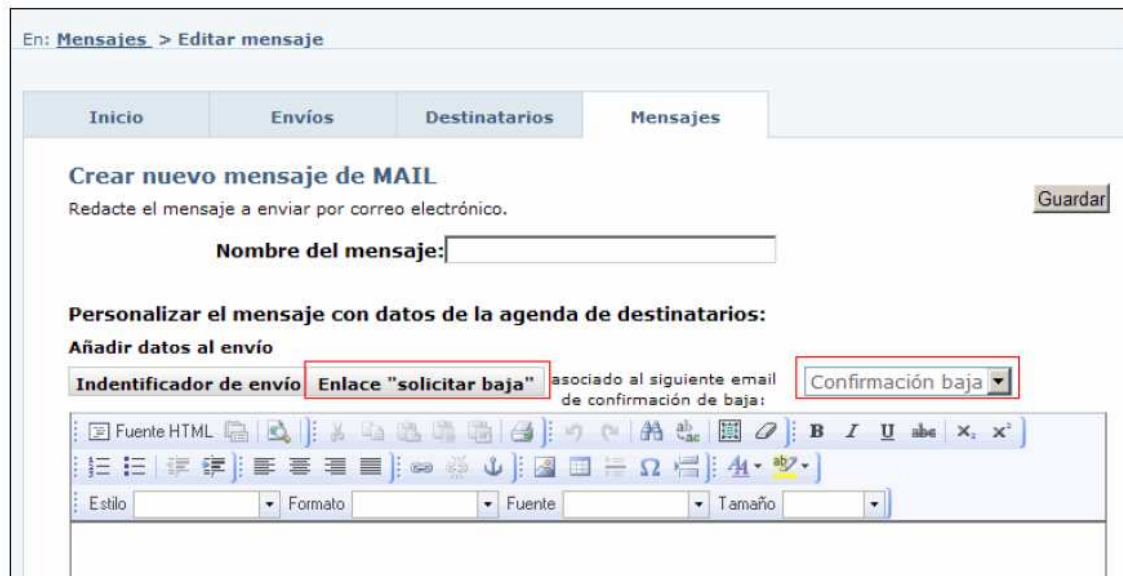 En: Mensajes > Editar mensaje
Inicio Envíos Destinatarios Mensajes
Crear nuevo mensaje de MAIL
Redacte el mensaje a enviar por correo electrónico.
Guardar
Nombre del mensaje:
Personalizar el mensaje con datos de la agenda de destinatarios:
Añadir datos al envío
Indentificador de envío Enlace "solicitar baja" asociado al siguiente email
de confirmación de baja:
Confirmación baja
Fuente HTML
B I U abc X₂ x²
Estilo Formato Fuente Tamaño